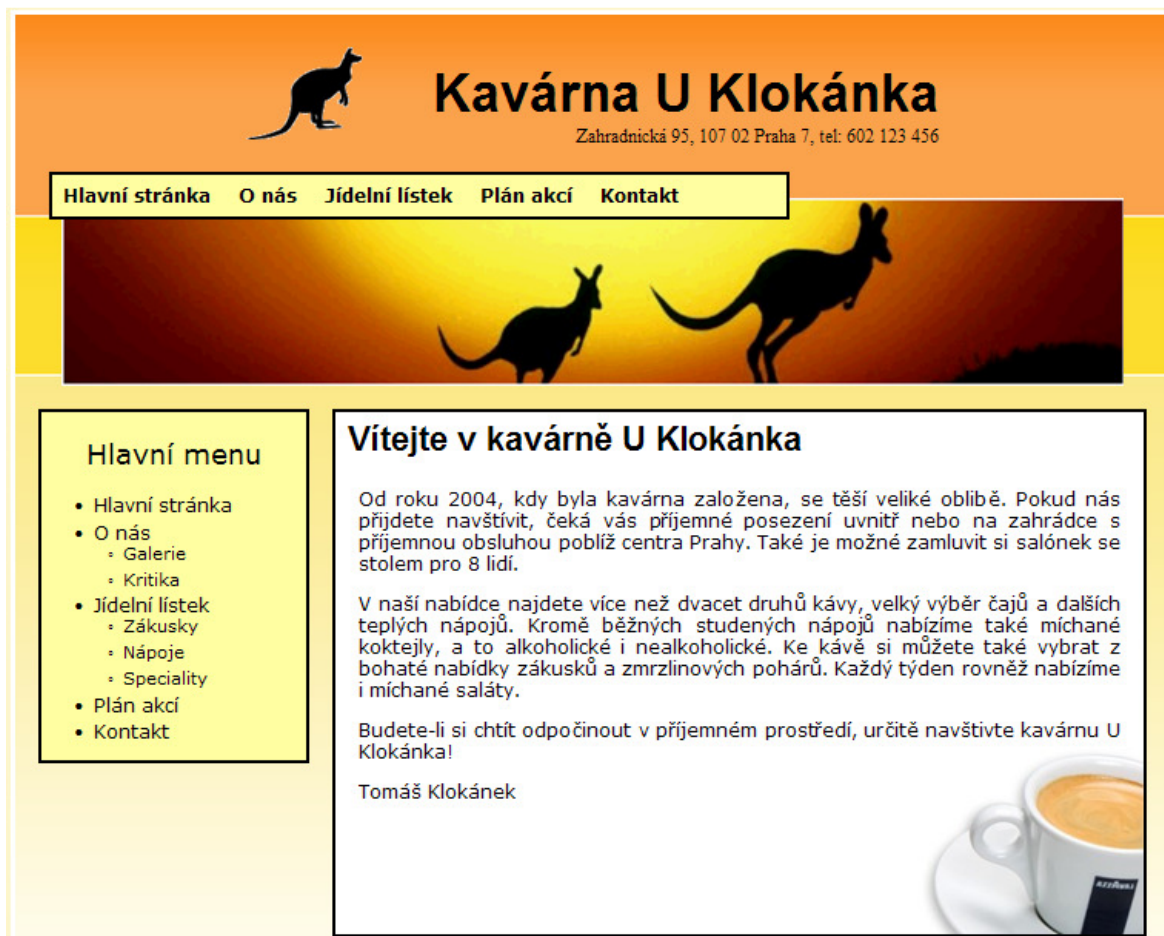 Kavárna U Klokánka
Zahradnická 95, 107 02 Praha 7, tel: 602 123 456
Hlavní stránka O nás Jídelní lístek Plán akcí Kontakt
Hlavní menu
• Hlavní stránka
• O nás
◦ Galerie
◦ Kritika
• Jídelní lístek
◦ Zákusky
◦ Nápoje
◦ Speciality
• Plán akcí
• Kontakt
Vítejte v kavárně U Klokánka
Od roku 2004, kdy byla kavárna založena, se těší veliké oblibě. Pokud nás
přijdete navštívit, čeká vás příjemné posezení uvnitř nebo na zahrádce s
příjemnou obsluhou poblíž centra Prahy. Také je možné zamluvit si salónek se
stolem pro 8 lidí.
V naší nabídce najdete více než dvacet druhů kávy, velký výběr čajů a dalších
teplých nápojů. Kromě běžných studených nápojů nabízíme také míchané
koktejly, a to alkoholické i nealkoholické. Ke kávě si můžete také vybrat z
bohaté nabídky zákusků a zmrzlinových pohárů. Každý týden rovněž nabízíme
i míchané saláty.
Budete-li si chtít odpočinout v příjemném prostředí, určitě navštivte kavárnu U
Klokánka!
Tomáš Klokánek